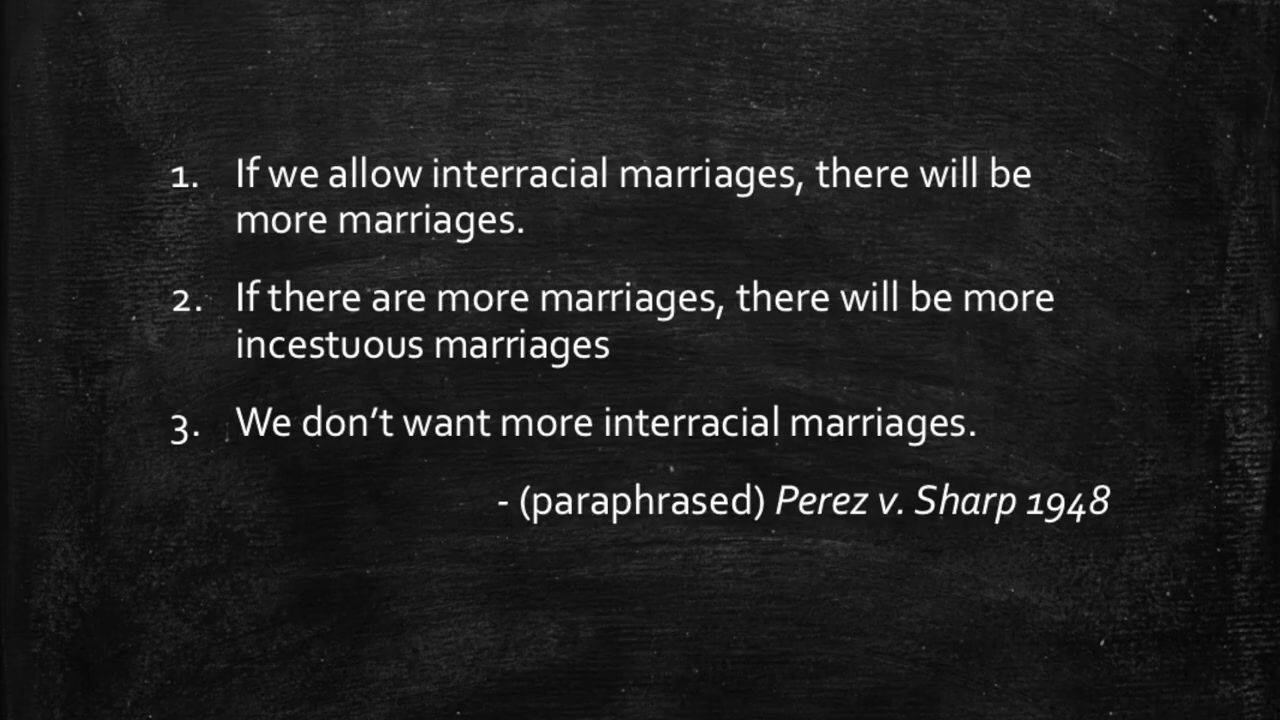 1. If we allow interracial marriages, there will be
more marriages.
2. If there are more marriages, there will be more
incestuous marriages
3. We don’t want more interracial marriages.
- (paraphrased) Perez v. Sharp 1948